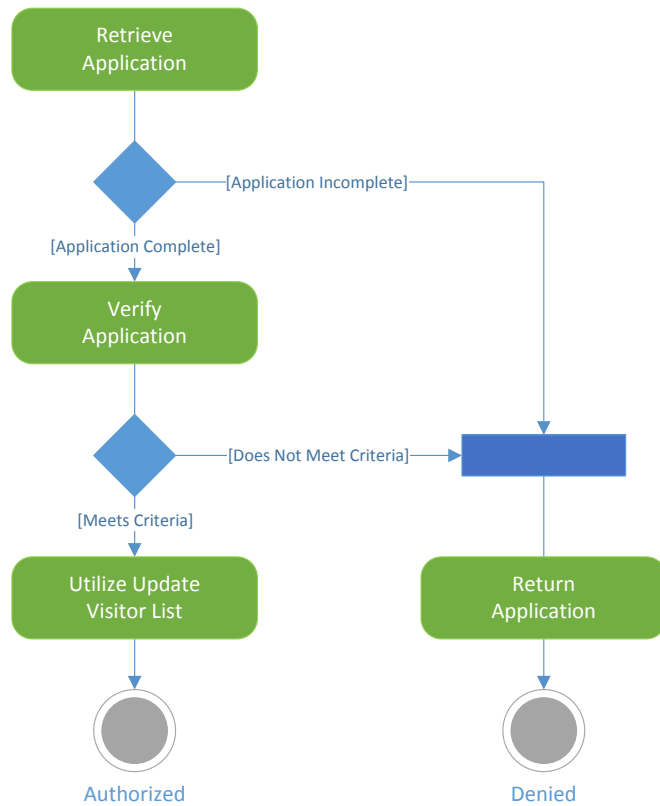 Retrieve
Application
[Application Incomplete]
[Application Complete]
Verify
Application
[Does Not Meet Criteria]
[Meets Criteria]
Utilize Update
Visitor List
Return
Application
Authorized
Denied